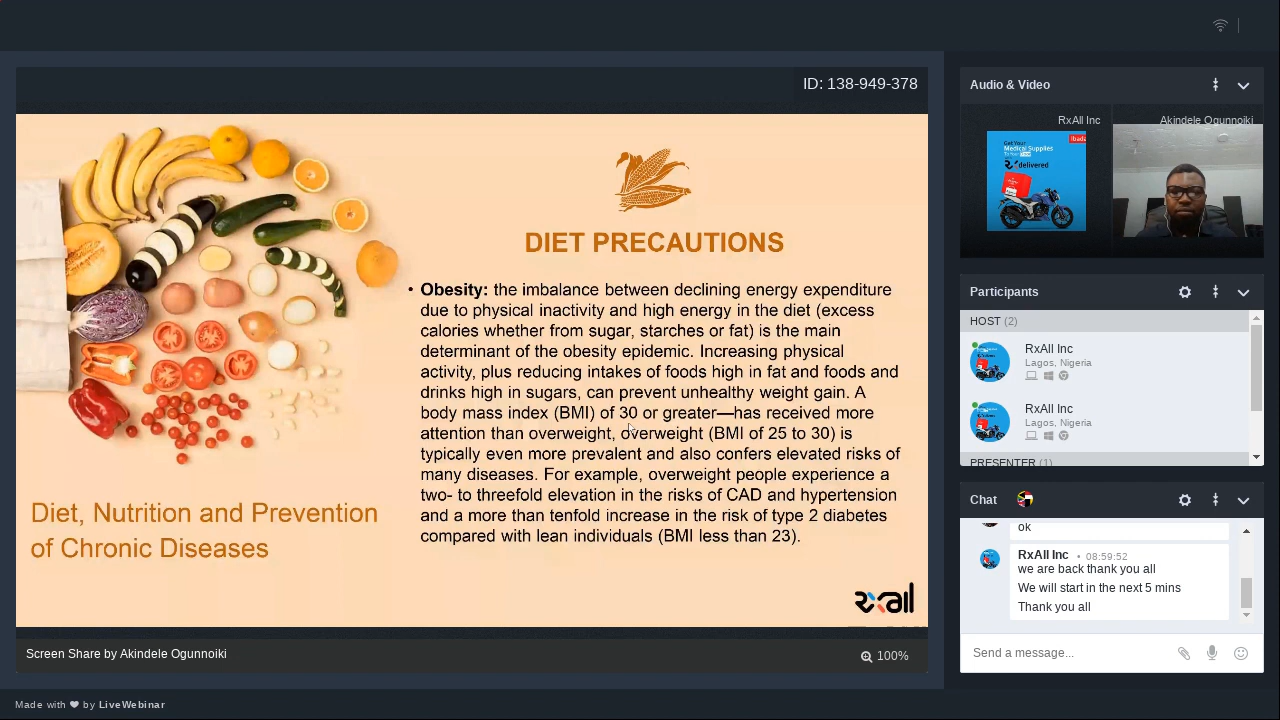 ID: 138-949-378
DIET PRECAUTIONS
• Obesity: the imbalance between declining energy expenditure
due to physical inactivity and high energy in the diet (excess
calories whether from sugar, starches or fat) is the main
determinant of the obesity epidemic. Increasing physical
activity, plus reducing intakes of foods high in fat and foods and
drinks high in sugars, can prevent unhealthy weight gain. A
body mass index (BMI) of 30 or greater—has received more
attention than overweight, overweight (BMI of 25 to 30) is
typically even more prevalent and also confers elevated risks of
many diseases. For example, overweight people experience a
two- to threefold elevation in the risks of CAD and hypertension
and a more than tenfold increase in the risk of type 2 diabetes
compared with lean individuals (BMI less than 23).
Diet, Nutrition and Prevention
of Chronic Diseases
rxall
Screen Share by Akindele Ogunnoiki
100%
Made with ❤ by LiveWebinar
Audio & Video
RxAll Inc
Get Your
Medical Supplies
To Your
delivered
Ibada
Akindele Ogunnoiki
Participants
HOST (2)
RxAll Inc
Lagos, Nigeria
RxAll Inc
Lagos, Nigeria
PRESENTER (1)
Chat
ok
RxAll Inc • 08:59:52
we are back thank you all
We will start in the next 5 mins
Thank you all
Send a message...